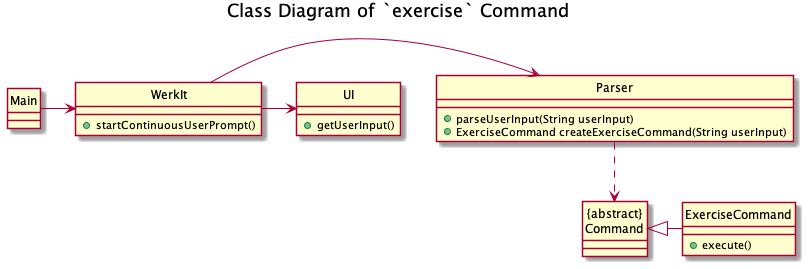 Class Diagram of `exercise` Command
Main
WerkIt
startContinuousUserPrompt()
UI
getUserInput()
Parser
parseUserInput(String userInput)
ExerciseCommand createExerciseCommand(String userInput)
{abstract}
Command
ExerciseCommand
execute()